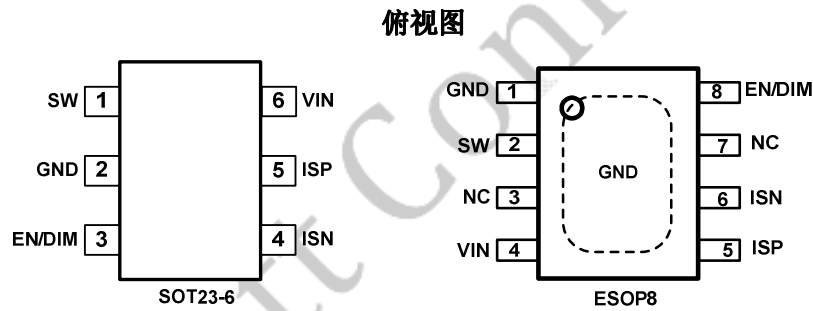 俯视图
SW 1 6 VIN
GND 2 5 ISP
EN/DIM 3 4 ISN
SOT23-6
GND 1 8 EN/DIM
SW 2 7 NC
GND
NC 3 6 ISN
VIN 4 5 ISP
ESOP8